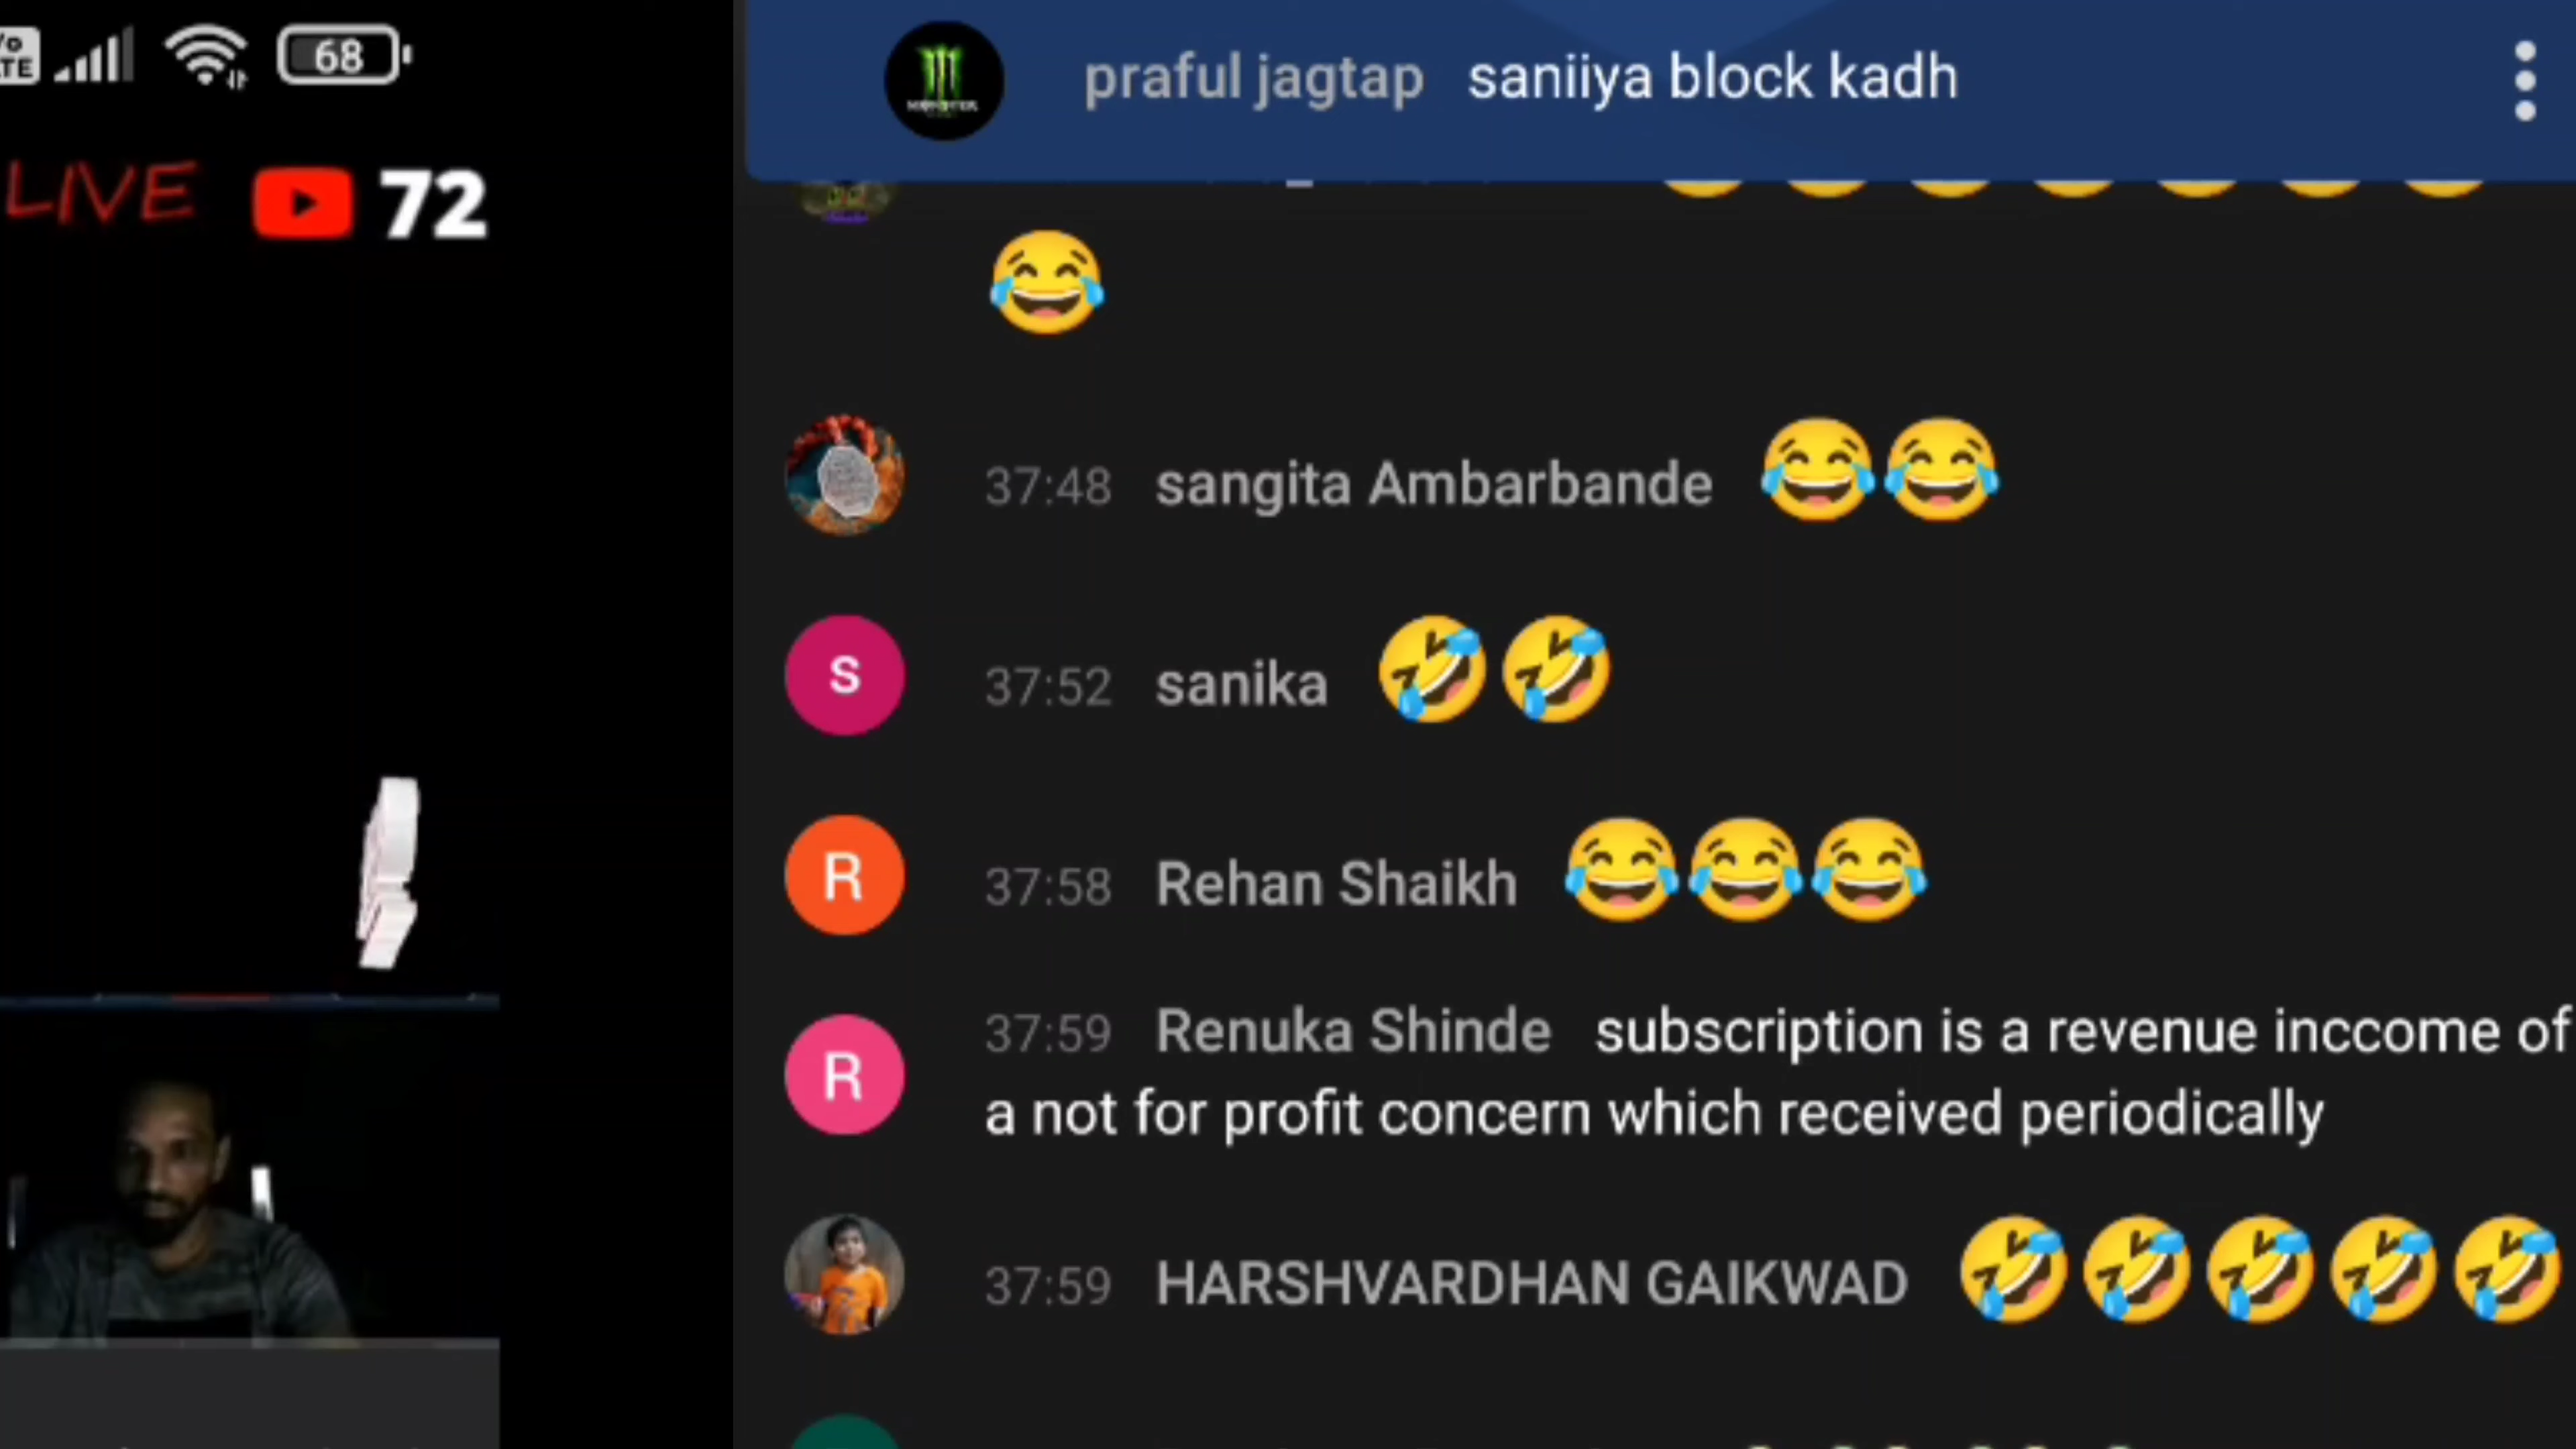 68
LIVE 72
praful jagtap saniiya block kadh
😂
37:48 sangita Ambarbande 😂😂
S 37:52 sanika 🤣🤣
R 37:58 Rehan Shaikh 😂😂😂
R 37:59 Renuka Shinde subscription is a revenue inccome of
a not for profit concern which received periodically
37:59 HARSHVARDHAN GAIKWAD 🤣🤣🤣🤣🤣